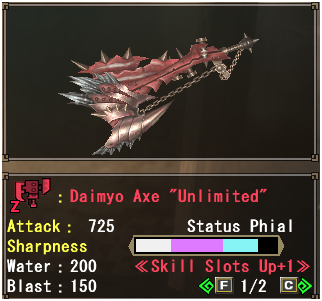 Z : Daimyo Axe "Unlimited"
Attack : 725 Status Phial
Sharpness
Water : 200 ≪Skill Slots Up+1≫
Blast : 150 F 1/2 C